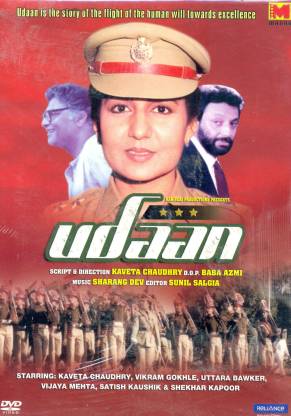 Udaan is the story of the flight of the human will towards excellence
M
udaan
SCRIPT & DIRECTION KAVETA CHAUDHRY D.O.P. BABA AZMI
MUSIC SHARANG DEV EDITOR SUNIL SALGIA
STARRING: KAVETA CHAUDHRY, VIKRAM GOKHLE, UTTARA BAWKER,
VIJAYA MEHTA, SATISH KAUSHIK & SHEKHAR KAPOOR
DVD
VIDEO
RELIANCE